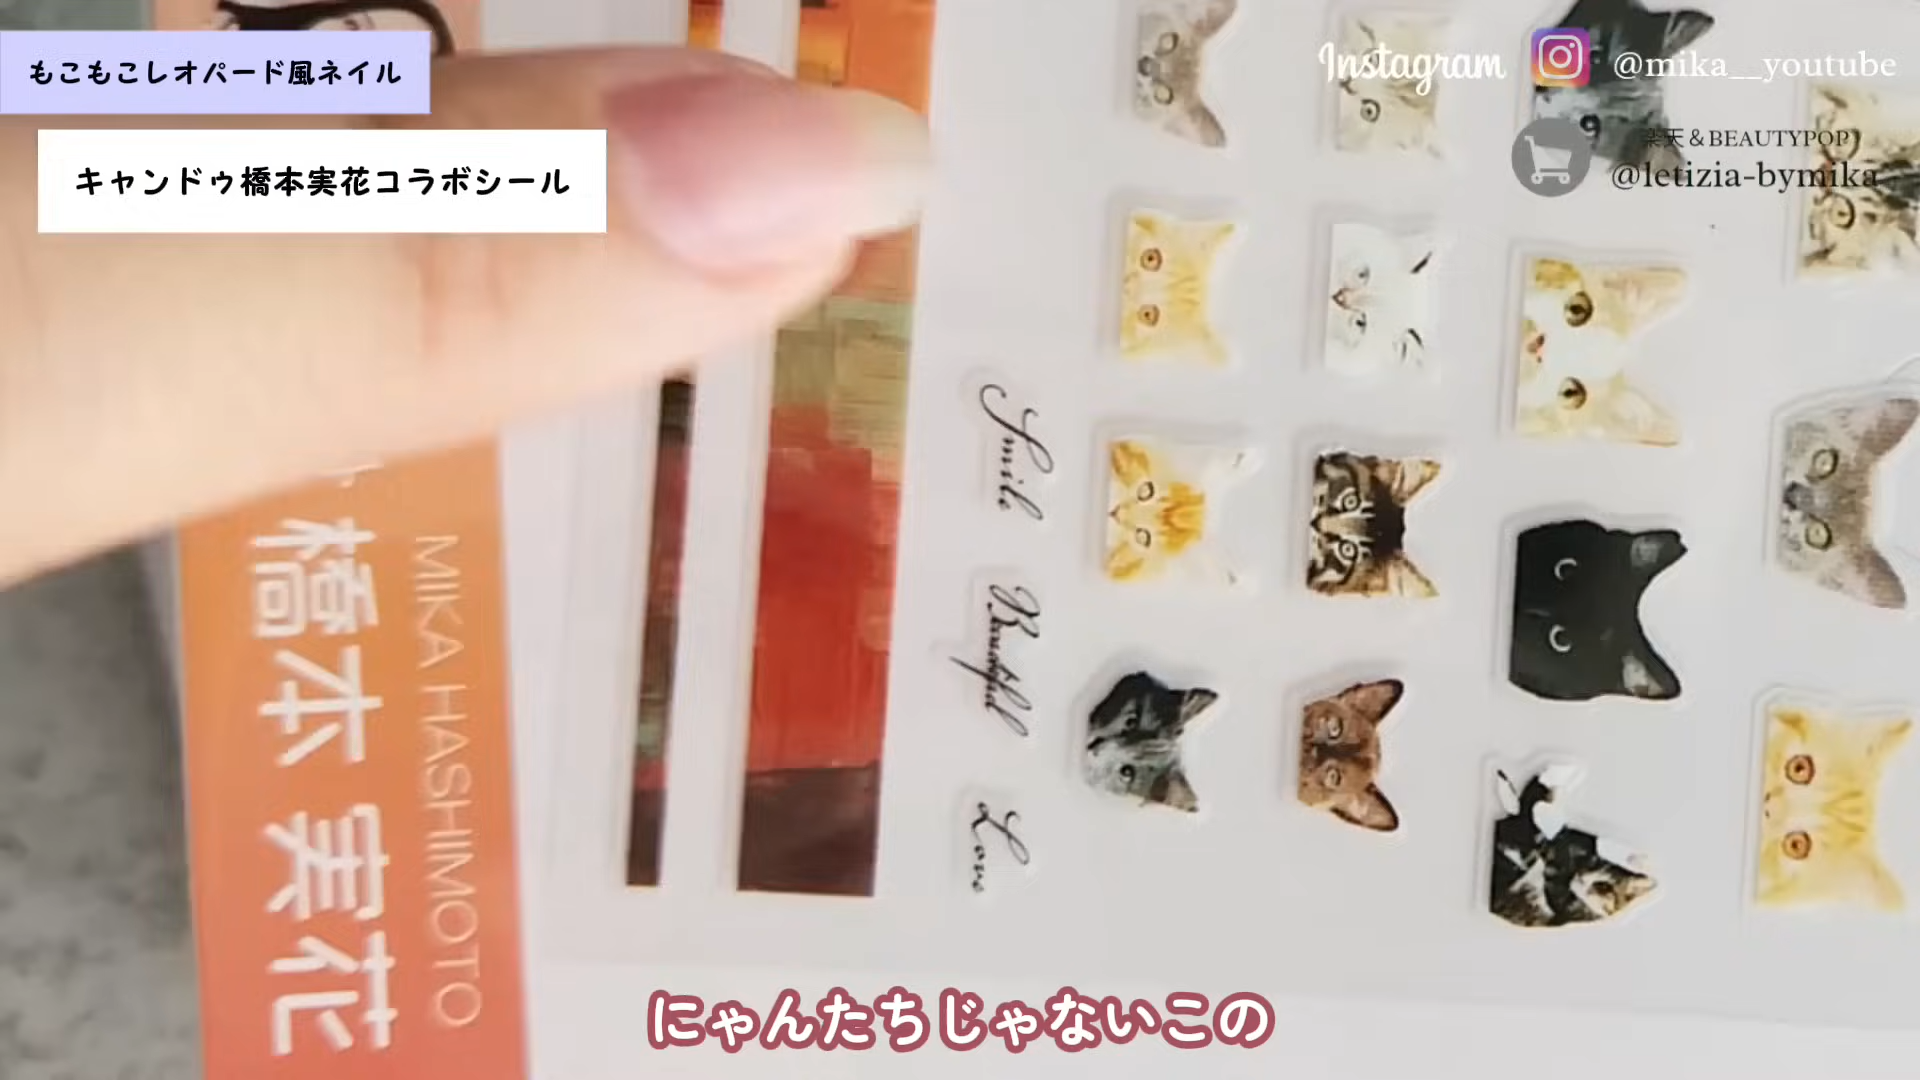 もこもこレオパード風ネイル
キャンドゥ橋本実花コラボシール
Instagram @mika__youtube
楽天&BEAUTYPOP
@letizia-bymika
橋本 実花
MIKA HASHIMOTO
Smile
Beautiful
Love
にゃんたちじゃないこの